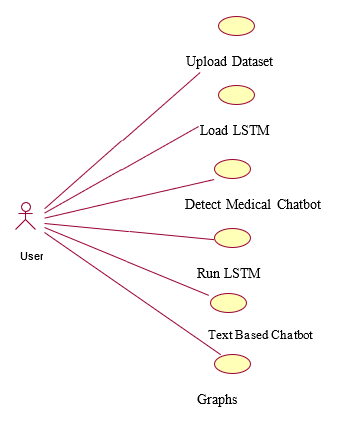 Upload Dataset
Load LSTM
Detect Medical Chatbot
User
Run LSTM
Text Based Chatbot
Graphs